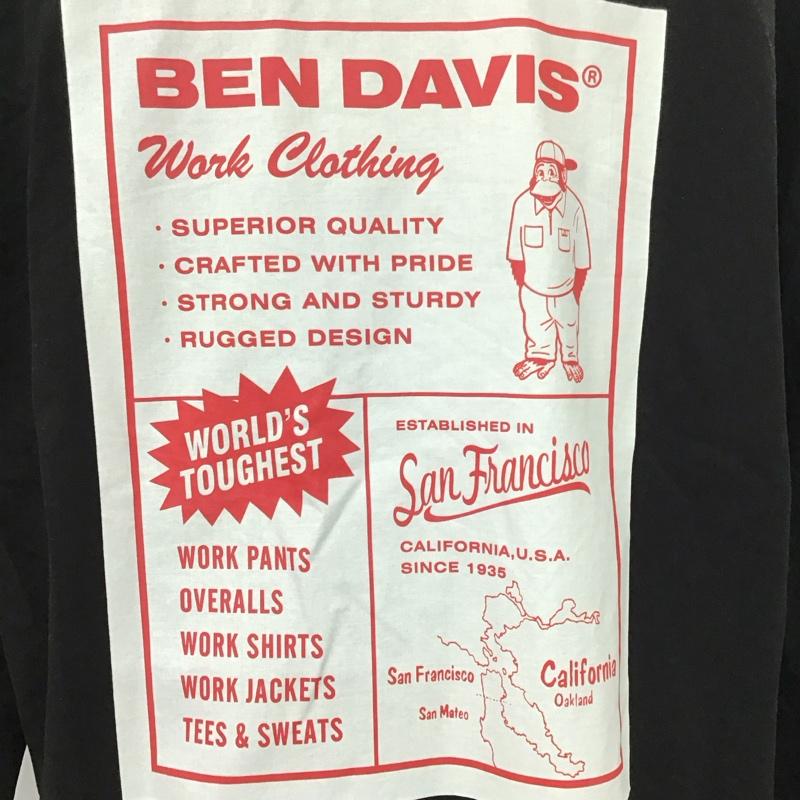 BEN DAVIS®
Work Clothing
· SUPERIOR QUALITY
· CRAFTED WITH PRIDE
· STRONG AND STURDY
· RUGGED DESIGN
WORLD'S
TOUGHEST
WORK PANTS
OVERALLS
WORK SHIRTS
WORK JACKETS
TEES & SWEATS
ESTABLISHED IN
San Francisco
CALIFORNIA, U.S.A.
SINCE 1935
San Francisco
California
Oakland
San Mateo